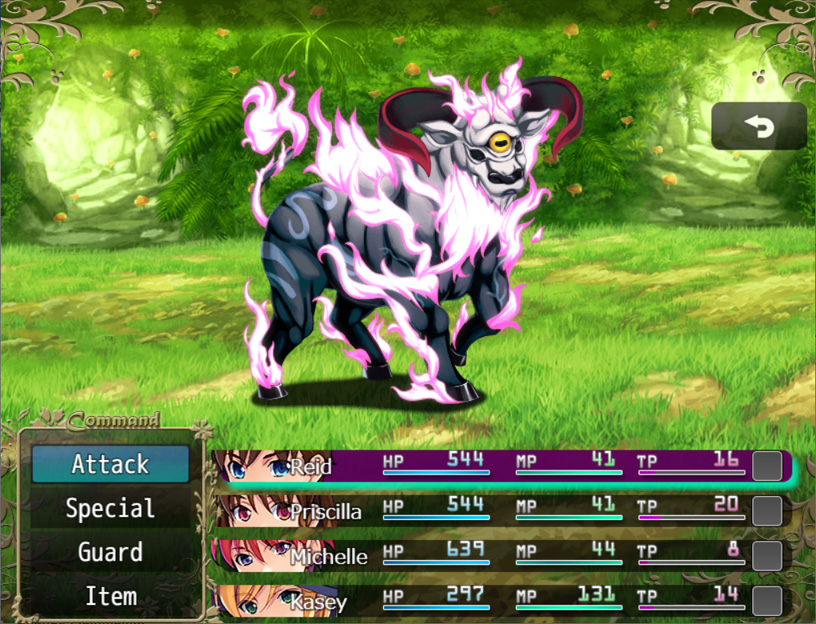 Command
Attack
Special
Guard
Item
Reid HP 544 MP 41 TP 16
Priscilla HP 544 MP 41 TP 20
Michelle HP 639 MP 44 TP 8
Kasey HP 297 MP 131 TP 14